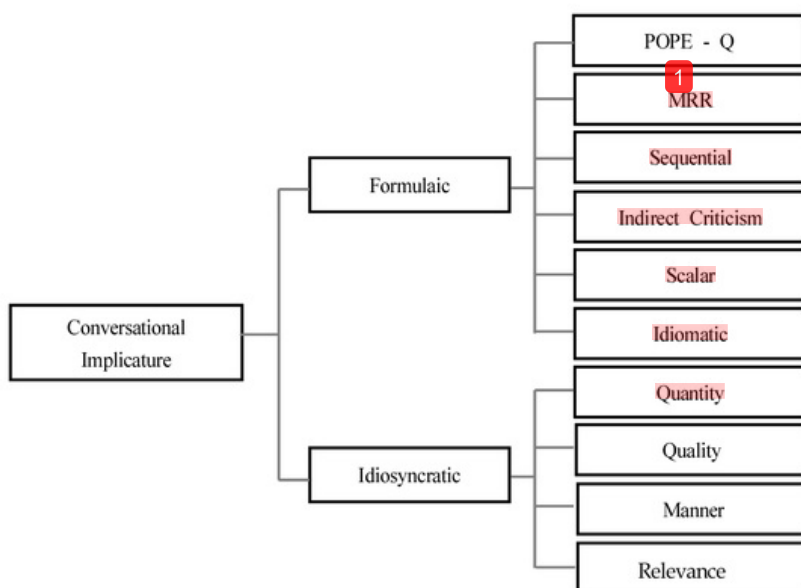 POPE - Q
1
MRR
Sequential
Formulaic
Indirect Criticism
Scalar
Idiomatic
Conversational
Implicature
Quantity
Quality
Idiosyncratic
Manner
Relevance